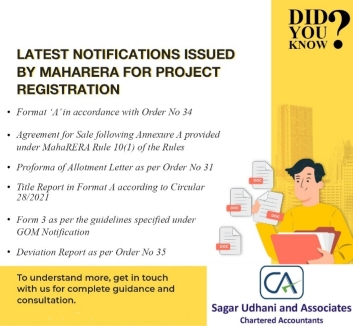 DID
YOU
KNOW ?
LATEST NOTIFICATIONS ISSUED
BY MAHARERA FOR PROJECT
REGISTRATION
• Format ‘A’ in accordance with Order No 34
• Agreement for Sale following Annexure A provided
under MahaRERA Rule 10(1) of the Rules
• Proforma of Allotment Letter as per Order No 31
• Title Report in Format A according to Circular
28/2021
• Form 3 as per the guidelines specified under
GOM Notification
• Deviation Report as per Order No 35
To understand more, get in touch
with us for complete guidance and
consultation.
CA
Sagar Udhani and Associates
Chartered Accountants